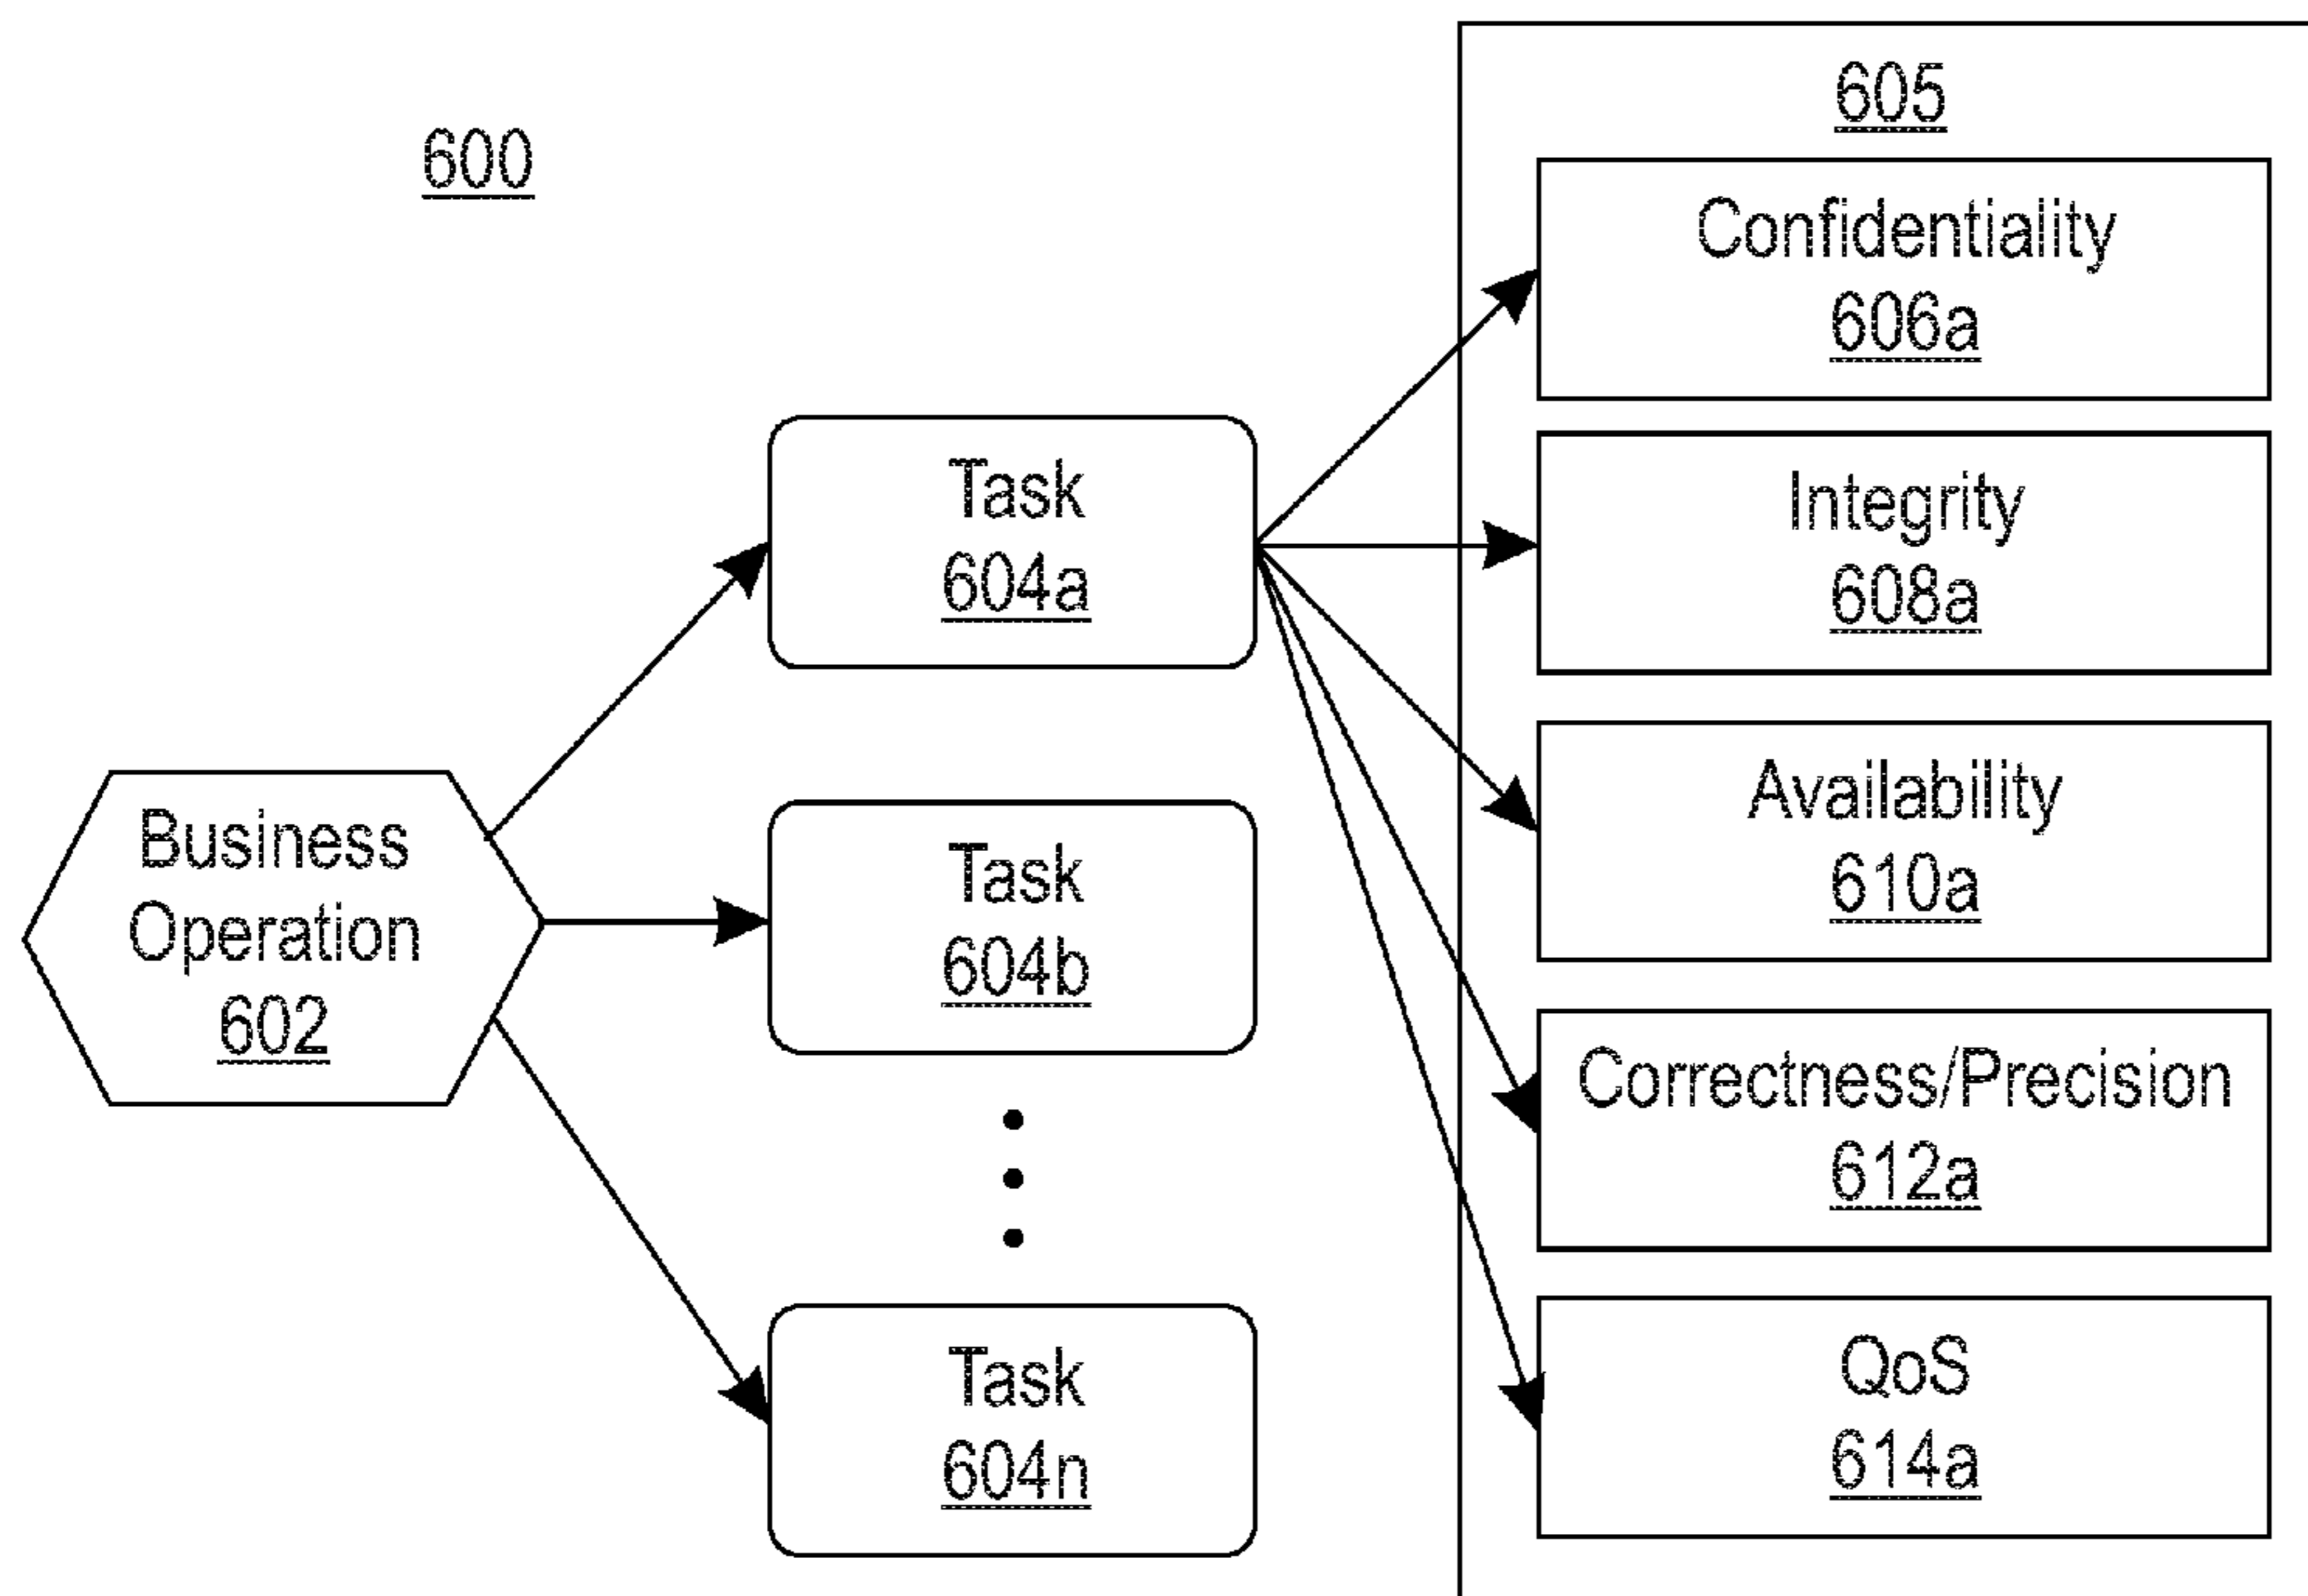 600
605
Confidentiality
606a
Integrity
608a
Availability
610a
Correctness/Precision
612a
QoS
614a
Task
604a
Task
604b
Task
604n
Business
Operation
602